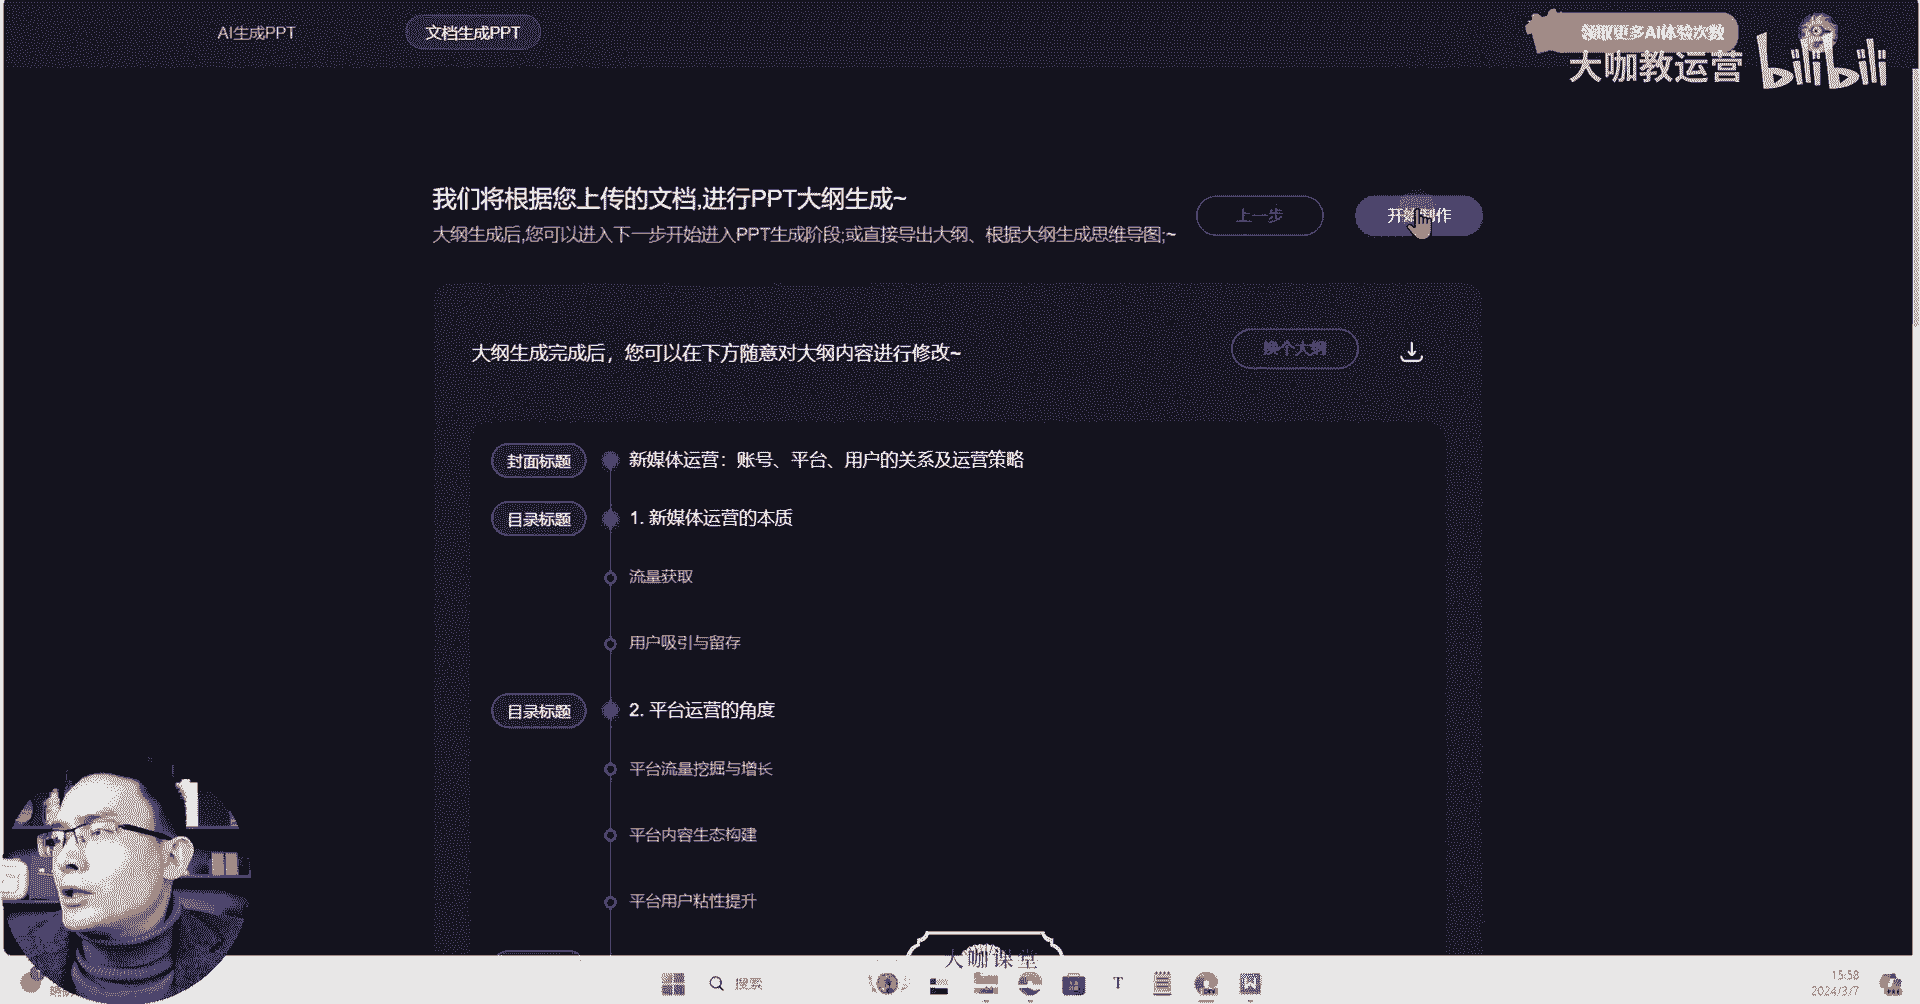 AI生成PPT
文档生成PPT
领取更多AI体验次数
大咖教运营
bilibili
我们将根据您上传的文档,进行PPT大纲生成~
大纲生成后,您可以进入下一步开始进入PPT生成阶段;或直接导出大纲、根据大纲生成思维导图;~
上一步
开始制作
大纲生成完成后，您可以在下方随意对大纲内容进行修改~
换个大纲
封面标题
新媒体运营：账号、平台、用户的关系及运营策略
目录标题
1. 新媒体运营的本质
流量获取
用户吸引与留存
目录标题
2. 平台运营的角度
平台流量挖掘与增长
平台内容生态构建
平台用户粘性提升
大咖课堂
搜索
15:58
2024/3/7